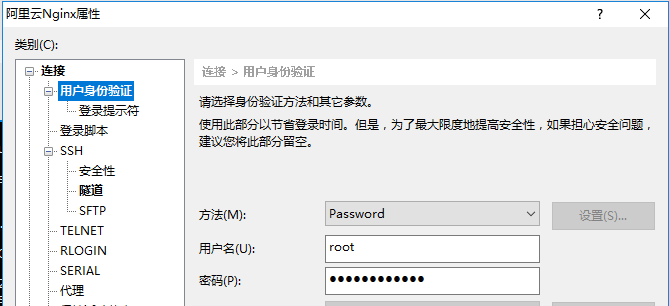 阿里云Nginx属性
类别(C):
连接
用户身份验证
登录提示符
登录脚本
SSH
安全性
隧道
SFTP
TELNET
RLOGIN
SERIAL
代理
连接 > 用户身份验证
请选择身份验证方法和其它参数。
使用此部分以节省登录时间。但是，为了最大限度地提高安全性，如果担心安全问题，
建议您将此部分留空。
方法(M):
Password
设置(S)...
用户名(U):
root
密码(P):
●●●●●●●●●●●●